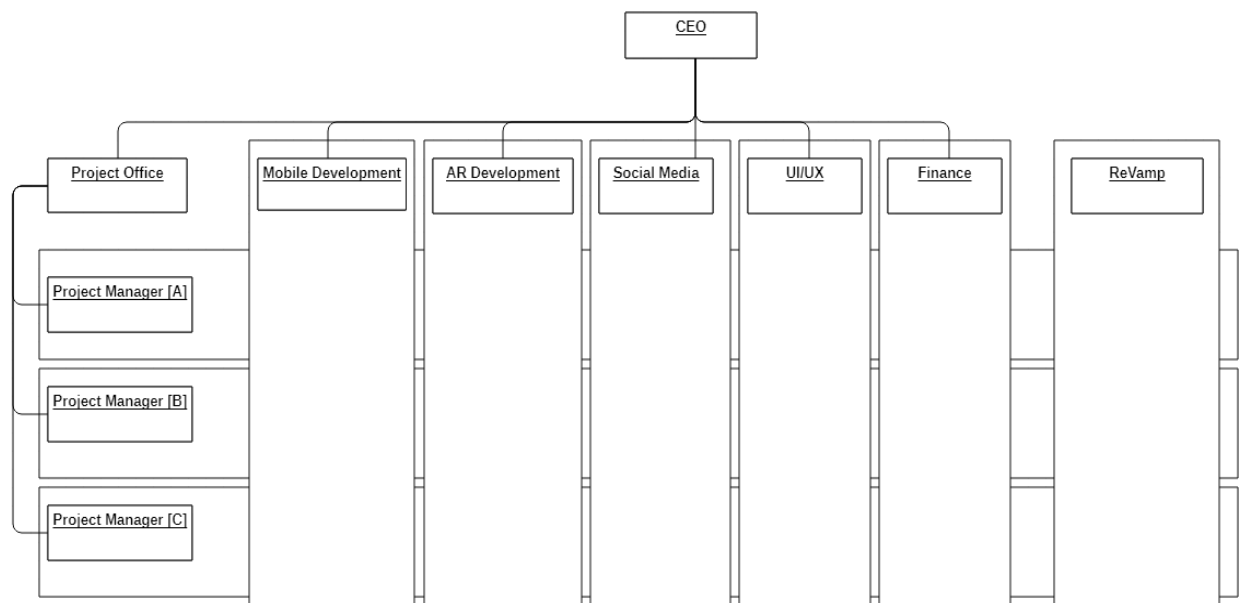 CEO
Project Office
Mobile Development
AR Development
Social Media
UI/UX
Finance
ReVamp
Project Manager [A]
Project Manager [B]
Project Manager [C]